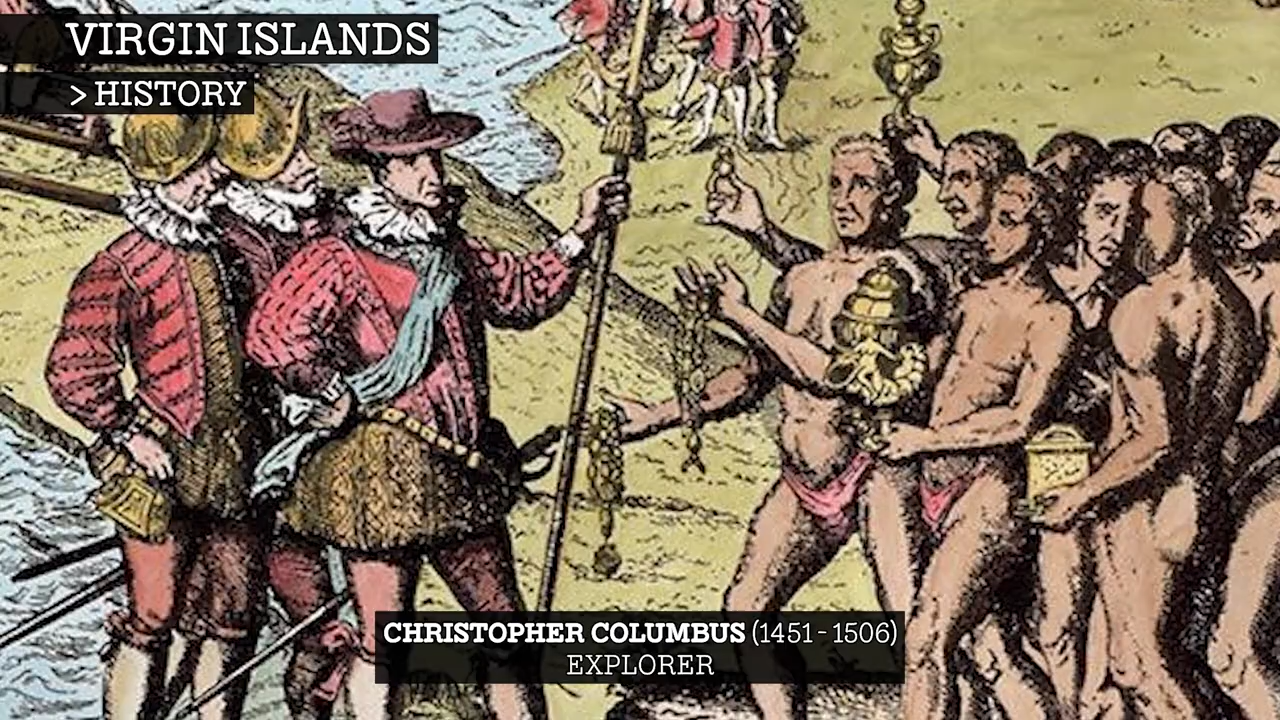 VIRGIN ISLANDS
> HISTORY
CHRISTOPHER COLUMBUS (1451 - 1506)
EXPLORER